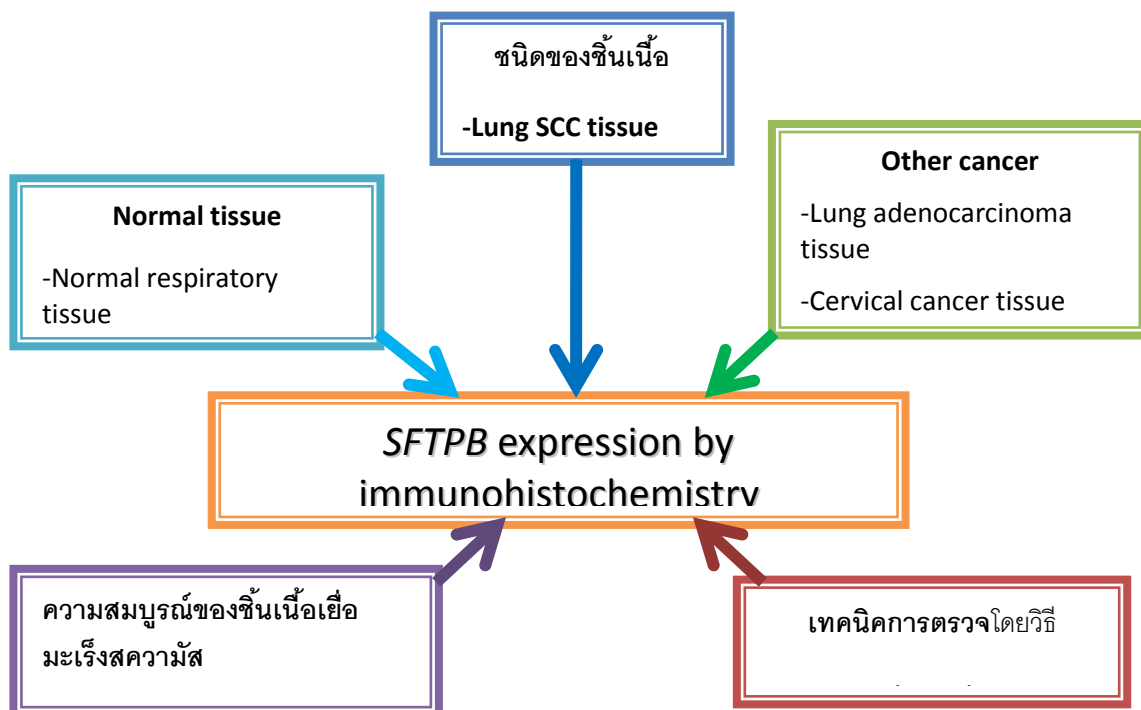 ชนิดของชิ้นเนื้อ
-Lung SCC tissue
Normal tissue
-Normal respiratory
tissue
Other cancer
-Lung adenocarcinoma
tissue
-Cervical cancer tissue
SFTPB expression by
immunohistochemistry
ความสมบูรณ์ของชิ้นเนื้อเยื่อ
มะเร็งสความัส
เทคนิคการตรวจโดยวิธี